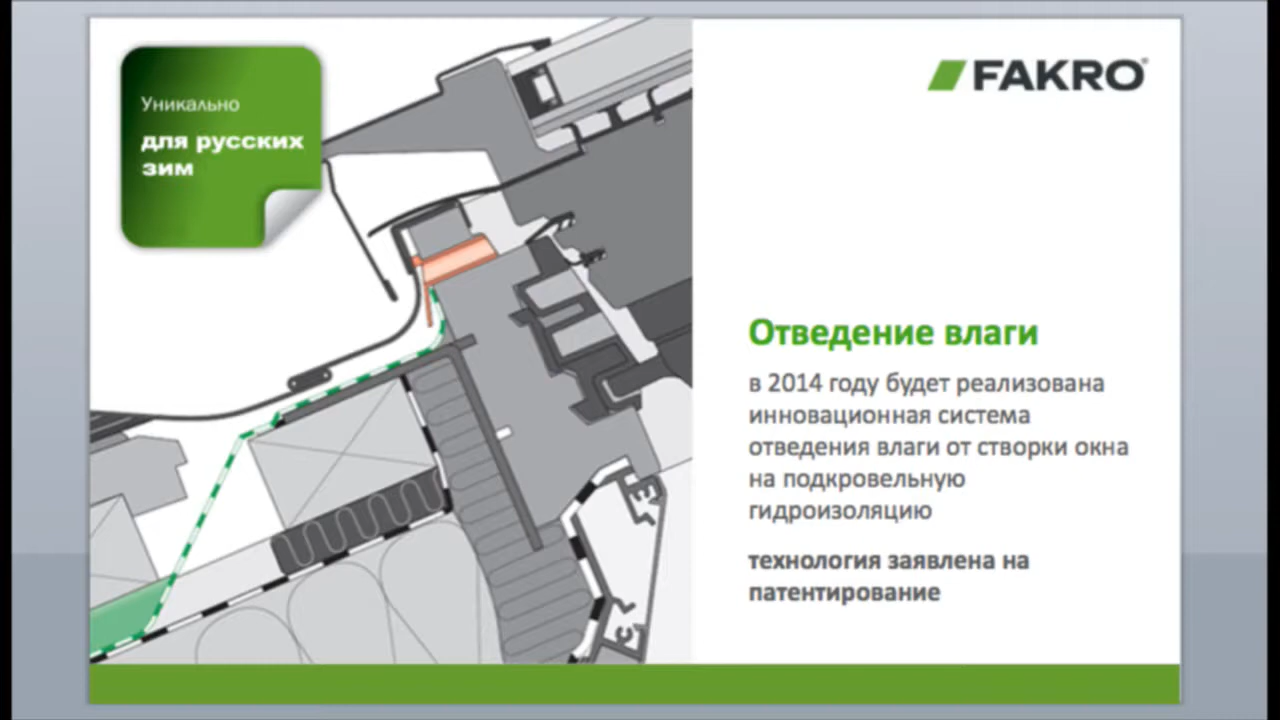 Уникально
для русских
зим
FAKRO®
Отведение влаги
в 2014 году будет реализована
инновационная система
отведения влаги от створки окна
на подкровельную
гидроизоляцию
технология заявлена на
патентирование